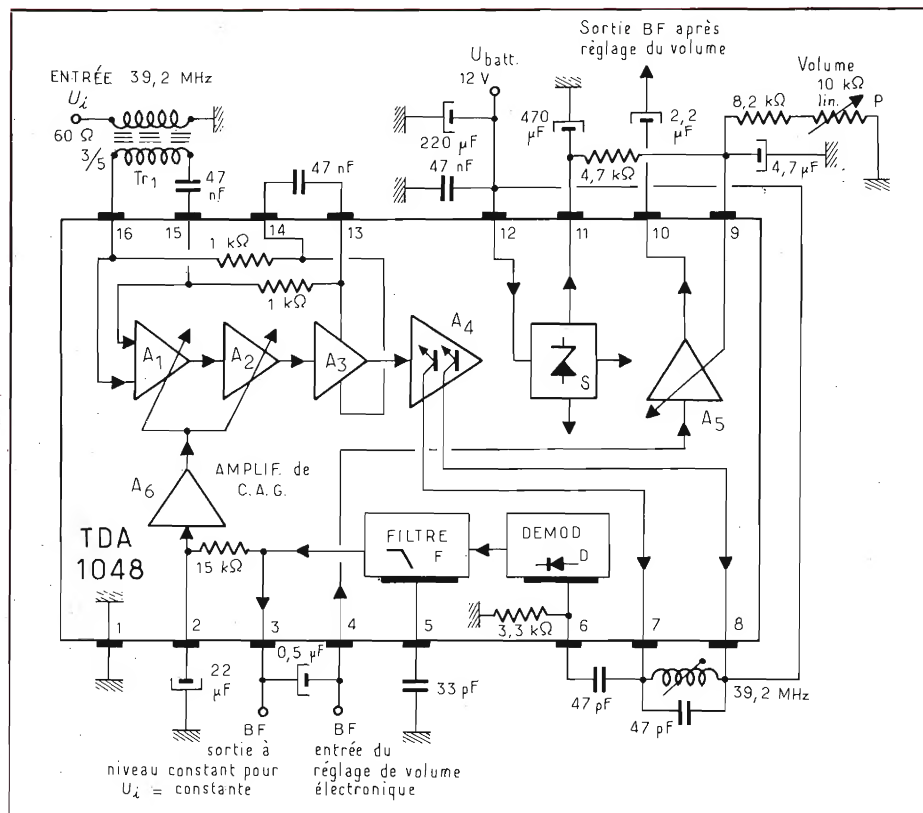 ENTRÉE 39,2 MHz
Ui
60 Ω
3/5
Tr1
47
nF
47 nF
Ubatt.
12 V
220 µF
47 nF
Sortie BF après
réglage du volume
470
µF
2,2
µF
4,7 kΩ
8,2 kΩ
Volume
10 kΩ
lin.
P
4,7 µF
16
15
14
13
12
11
10
9
1 kΩ
1 kΩ
A1
A2
A3
A4
S
A5
A6
AMPLIF. de
C.A.G.
TDA
1048
15 kΩ
FILTRE
F
DEMOD
D
3,3 kΩ
1
2
3
4
5
6
7
8
22
µF
0,5 µF
33 pF
47 pF
47 pF
39,2 MHz
BF
sortie à
niveau constant pour
Ui = constante
BF
entrée du
réglage de volume
électronique